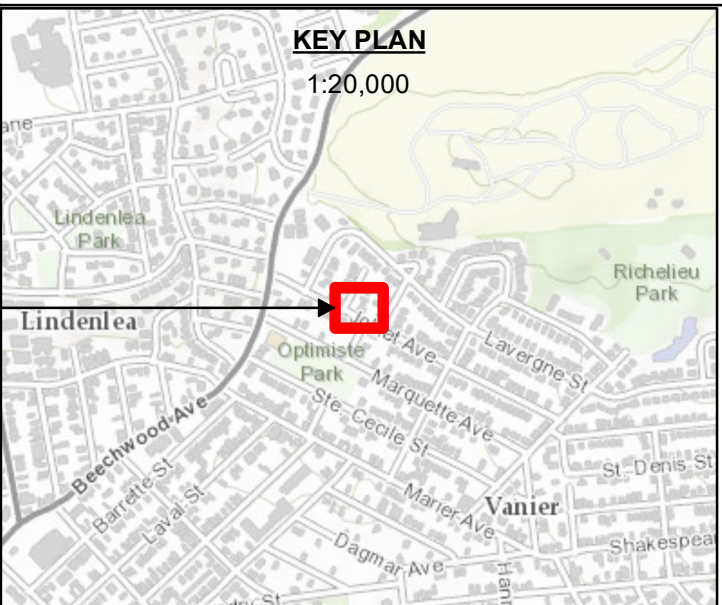 KEY PLAN
1:20,000
Lindenlea
Park
Richelieu
Park
Lindenlea
Optimiste
Park
Lavergne St
Marquette Ave
Ste. Cecile St
Beechwood Ave
Barrette St
Laval St
Marier Ave
Vanier
St. Denis St
Dagmar Ave